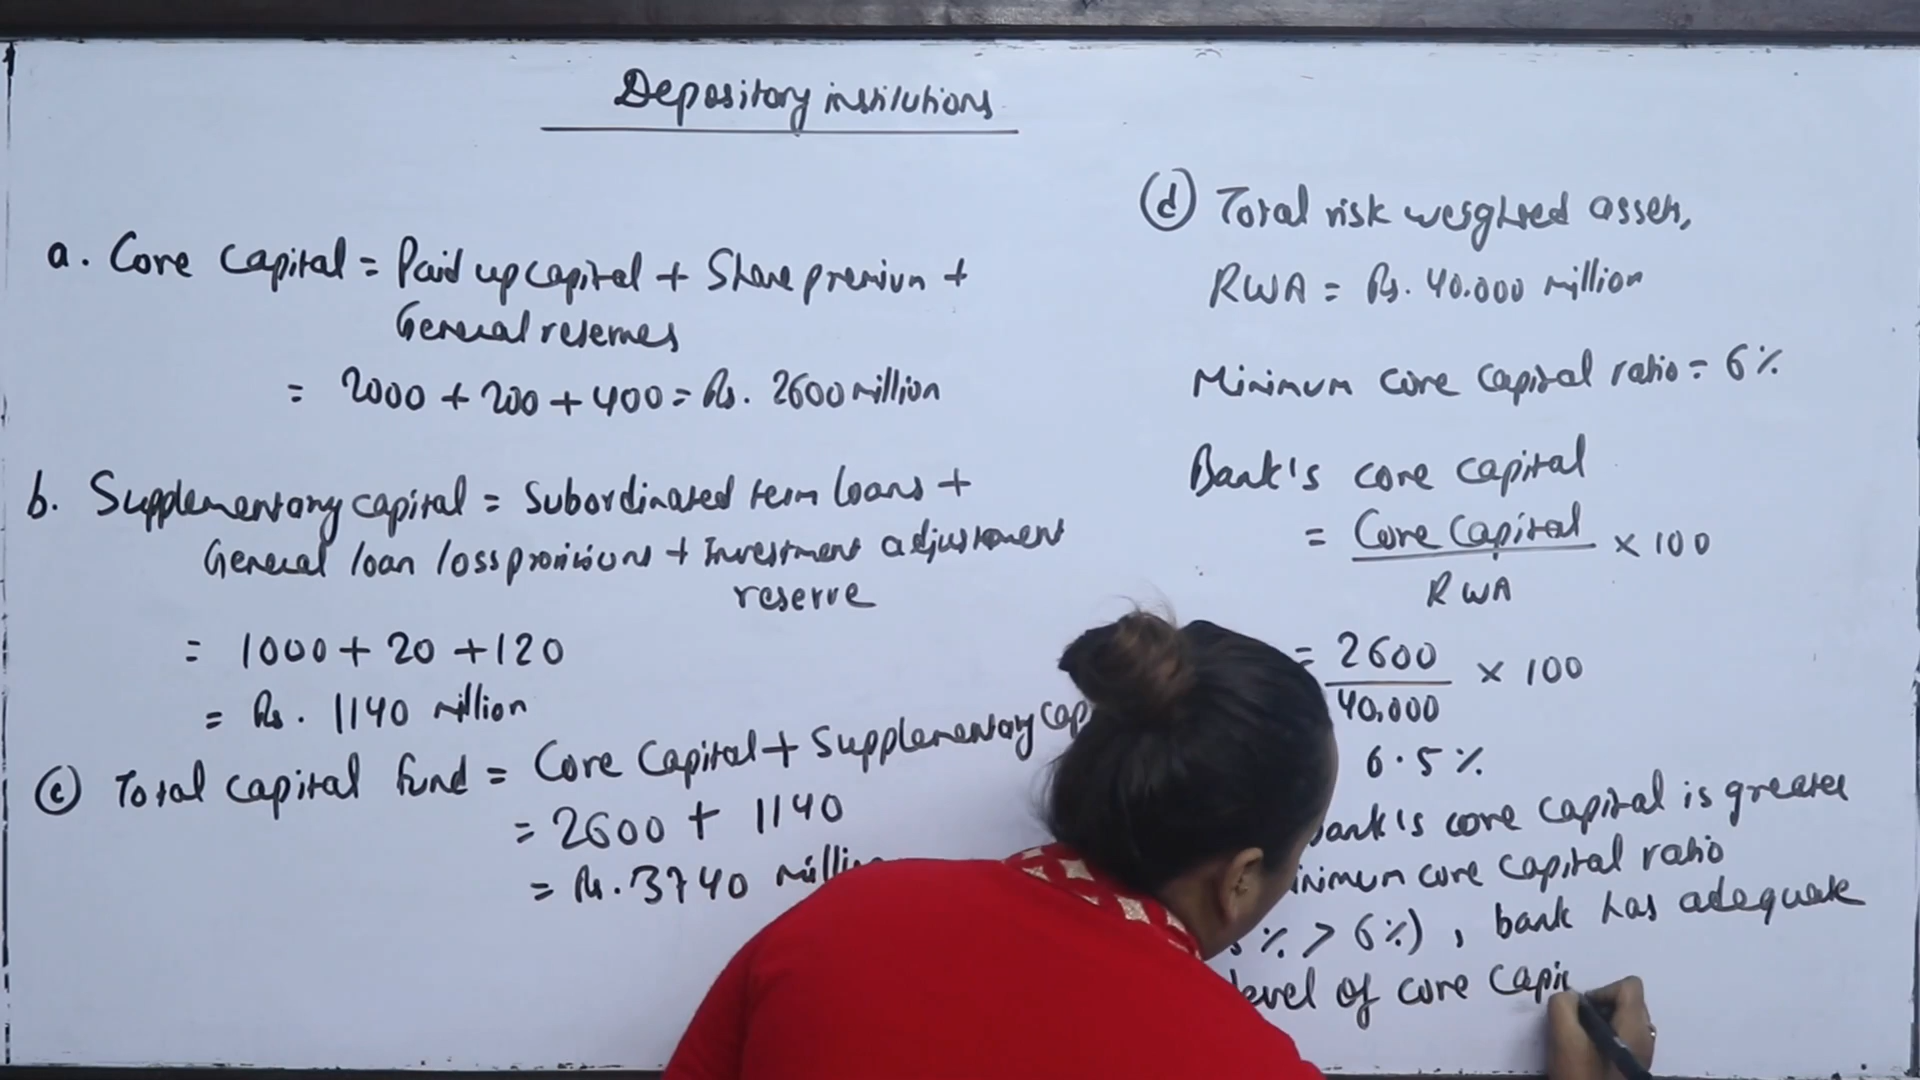 Depository institutions
a. Core Capital = Paid up capital + Share premium +
General reserves
= 2000 + 200 + 400 = Rs. 2600 million
b. Supplementary capital = Subordinated term loans +
General loan loss provisions + Investment adjustment
reserve
= 1000 + 20 + 120
= Rs. 1140 million
(c) Total capital fund = Core Capital + Supplementary Cap
= 2600 + 1140
= Rs. 3740
(d) Total risk weighted assets,
RWA = Rs. 40,000 million
Minimum core capital ratio = 6%
Bank's core capital
= Core Capital / RWA × 100
= 2600 / 40,000 × 100
6.5%
bank's core capital is greater
core capital ratio
% > 6%), bank has adequate
level of core